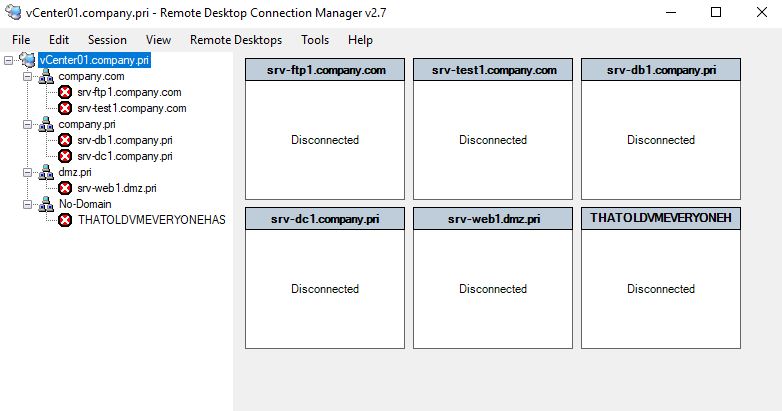 vCenter01.company.pri - Remote Desktop Connection Manager v2.7
File Edit Session View Remote Desktops Tools Help
vCenter01.company.pri
company.com
srv-ftp1.company.com
srv-test1.company.com
company.pri
srv-db1.company.pri
srv-dc1.company.pri
dmz.pri
srv-web1.dmz.pri
No-Domain
THATOLDVMEVERYONEHAS
srv-ftp1.company.com
Disconnected
srv-test1.company.com
Disconnected
srv-db1.company.pri
Disconnected
srv-dc1.company.pri
Disconnected
srv-web1.dmz.pri
Disconnected
THATOLDVMEVERYONEH
Disconnected